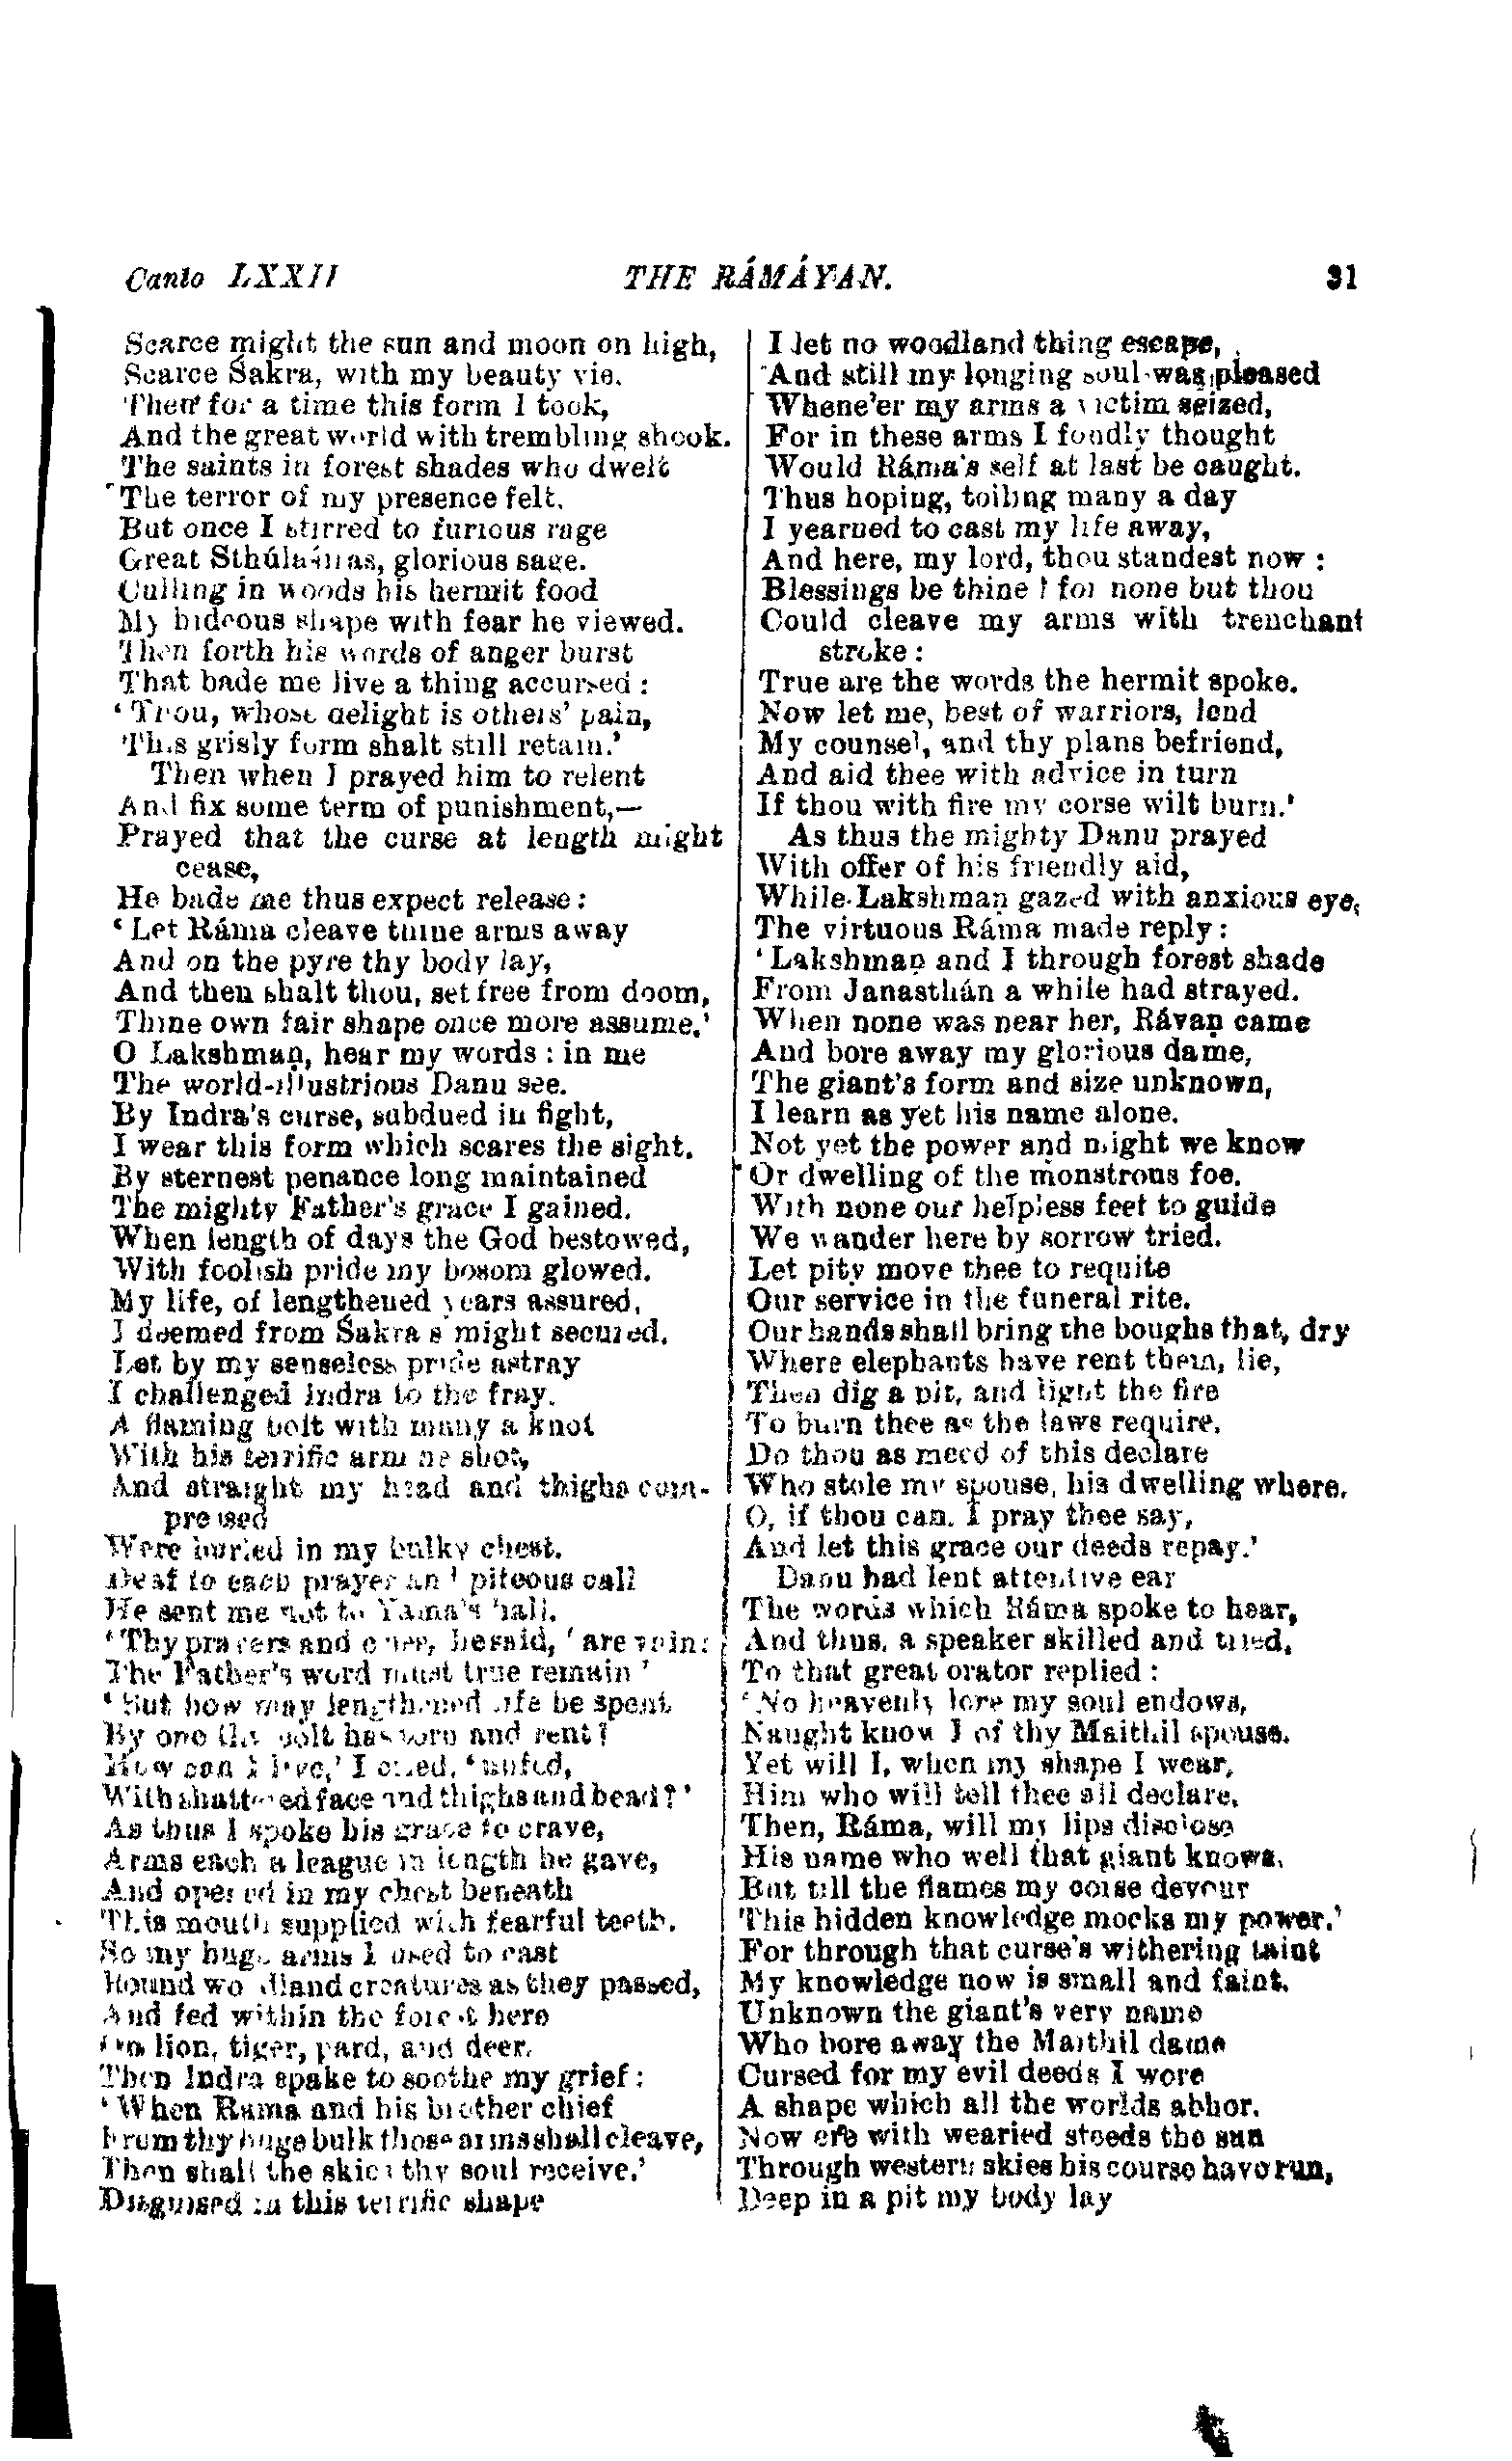 Canto LXXII THE RÁMÁYAN. 31
Scarce might the sun and moon on high,
Scarce Śakra, with my beauty vie.
Then for a time this form I took,
And the great world with trembling shook.
The saints in forest shades who dwelt
The terror of my presence felt.
But once I stirred to furious rage
Great Sthúlaśiras, glorious sage.
Culling in woods his hermit food
My hideous shape with fear he viewed.
Then forth his words of anger burst
That bade me live a thing accursed:
'Thou, whose delight is others' pain,
This grisly form shalt still retain.'
Then when I prayed him to relent
And fix some term of punishment,—
Prayed that the curse at length might
cease,
He bade me thus expect release:
'Let Ráma cleave thine arms away
And on the pyre thy body lay,
And then shalt thou, set free from doom,
Thine own fair shape once more assume.'
O Lakshmaṇ, hear my words: in me
The world-illustrious Danu see.
By Indra's curse, subdued in fight,
I wear this form which scares the sight.
By sternest penance long maintained
The mighty Father's grace I gained.
When length of days the God bestowed,
With foolish pride my bosom glowed.
My life, of lengthened years assured,
I deemed from Śakra's might secured.
Let by my senseless pride astray
I challenged Indra to the fray.
A flaming bolt with many a knot
With his terrific arm he shot,
And straight my head and thighs com-
pressed
Were buried in my bulky chest.
Deaf to each prayer and piteous call
He sent me not to Yama's hall.
'Thy prayers and cries,' he said, 'are vain:
The Father's word must true remain.'
'But how may lengthened life be spent
By one the bolt has torn and rent?
How can I live,' I cried, 'unfed,
With shattered face and thighs and head?'
As thus I spoke his grace to crave,
Arms each a league in length he gave,
And opened in my chest beneath
This mouth supplied with fearful teeth.
So my huge arms I used to cast
Round woodland creatures as they passed,
And fed within the forest here
On lion, tiger, pard, and deer.
Then Indra spake to soothe my grief:
'When Rama and his brother chief
From thy huge bulk those arms shall cleave,
Then shall the skies thy soul receive.'
Disguised in this terrific shape
I let no woodland thing escape,
And still my longing soul was pleased
Whene'er my arms a victim seized,
For in these arms I fondly thought
Would Ráma's self at last be caught.
Thus hoping, toiling many a day
I yearned to cast my life away,
And here, my lord, thou standest now:
Blessings be thine! for none but thou
Could cleave my arms with trenchant
stroke:
True are the words the hermit spoke.
Now let me, best of warriors, lend
My counsel, and thy plans befriend,
And aid thee with advice in turn
If thou with fire my corse wilt burn.'
As thus the mighty Danu prayed
With offer of his friendly aid,
While Lakshmaṇ gazed with anxious eye,
The virtuous Ráma made reply:
'Lakshmaṇ and I through forest shade
From Janasthán a while had strayed.
When none was near her, Rávaṇ came
And bore away my glorious dame,
The giant's form and size unknown,
I learn as yet his name alone.
Not yet the power and might we know
Or dwelling of the monstrous foe.
With none our helpless feet to guide
We wander here by sorrow tried.
Let pity move thee to requite
Our service in the funeral rite.
Our hands shall bring the boughs that, dry
Where elephants have rent them, lie,
Then dig a pit, and light the fire
To burn thee as the laws require.
Do thou as meed of this declare
Who stole my spouse, his dwelling where.
O, if thou can, I pray thee say,
And let this grace our deeds repay.'
Danu had lent attentive ear
The words which Ráma spoke to hear,
And thus, a speaker skilled and tried,
To that great orator replied:
'No heavenly lore my soul endows,
Naught know I of thy Maithil spouse.
Yet will I, when my shape I wear,
Him who will tell thee all declare,
Then, Ráma, will my lips disclose
His name who well that giant knows.
But till the flames my corse devour
This hidden knowledge mocks my power.'
For through that curse's withering taint
My knowledge now is small and faint.
Unknown the giant's very name
Who bore away the Maithil dame
Cursed for my evil deeds I wore
A shape which all the worlds abhor.
Now ere with wearied steeds the sun
Through western skies his course have run,
Deep in a pit my body lay